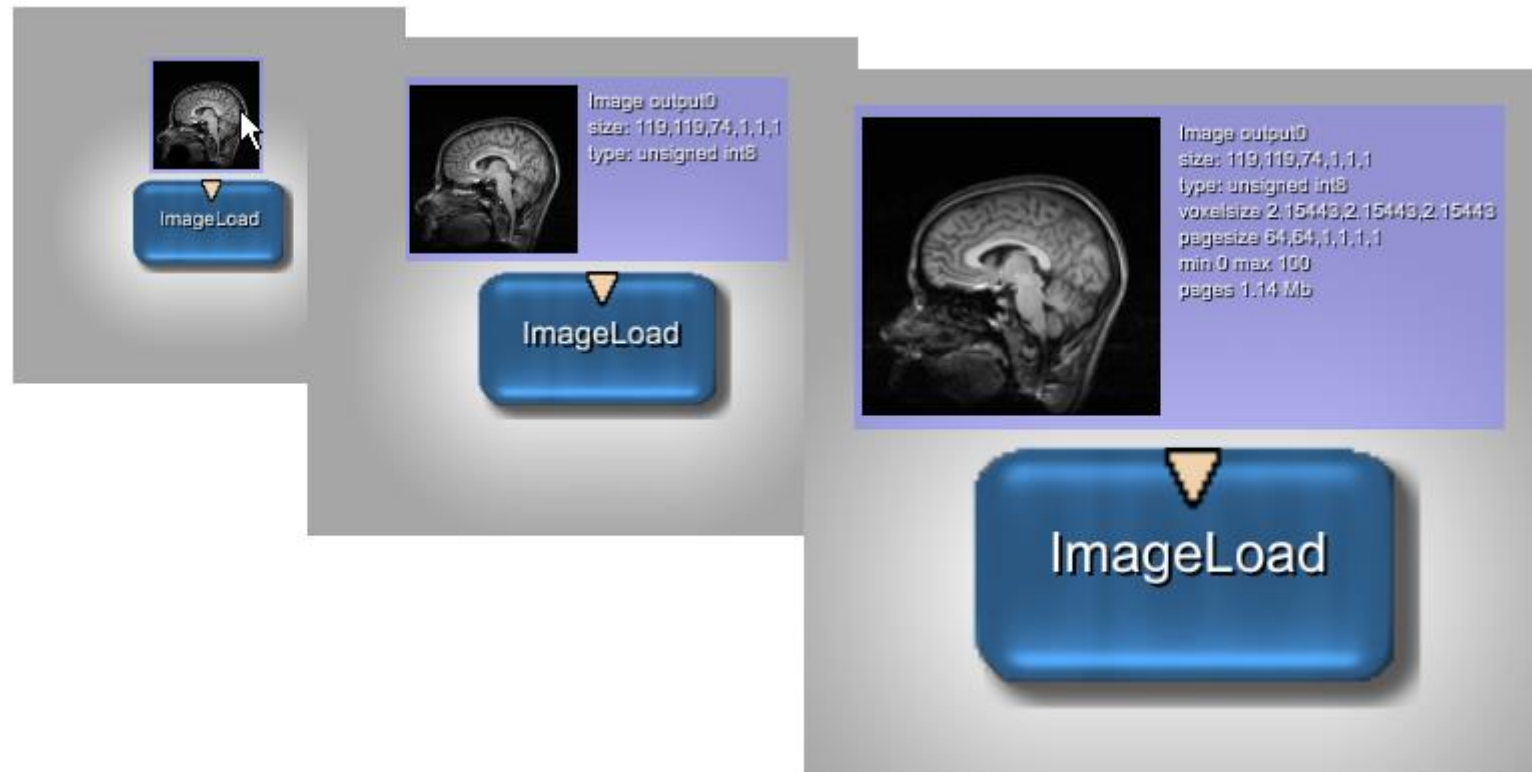 ImageLoad
Image output0
size: 119,119,74,1,1,1
type: unsigned int8
ImageLoad
Image output0
size: 119,119,74,1,1,1
type: unsigned int8
voxelsize 2.15443,2.15443,2.15443
pagesize 64,64,1,1,1,1
min 0 max 100
pages 1.14 Mb
ImageLoad